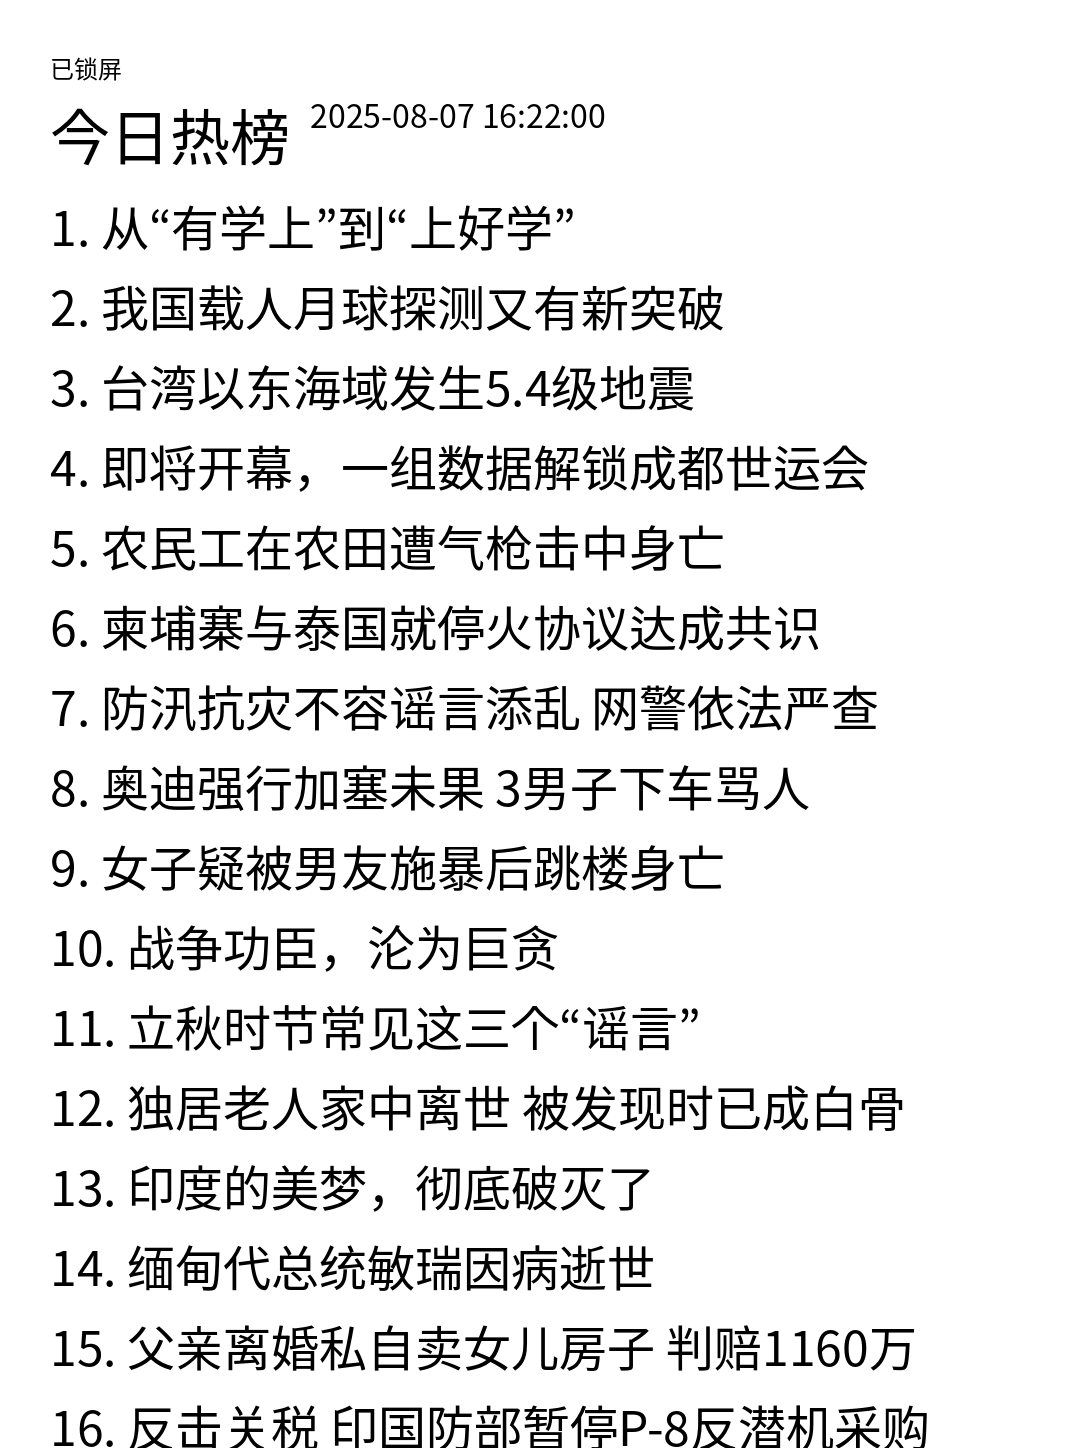 已锁屏
今日热榜 2025-08-07 16:22:00
1. 从“有学上”到“上好学”
2. 我国载人月球探测又有新突破
3. 台湾以东海域发生5.4级地震
4. 即将开幕，一组数据解锁成都世运会
5. 农民工在农田遭气枪击中身亡
6. 柬埔寨与泰国就停火协议达成共识
7. 防汛抗灾不容谣言添乱 网警依法严查
8. 奥迪强行加塞未果 3男子下车骂人
9. 女子疑被男友施暴后跳楼身亡
10. 战争功臣，沦为巨贪
11. 立秋时节常见这三个“谣言”
12. 独居老人家中离世 被发现时已成白骨
13. 印度的美梦，彻底破灭了
14. 缅甸代总统敏瑞因病逝世
15. 父亲离婚私自卖女儿房子 判赔1160万
16. 反击关税 印国防部暂停P-8反潜机采购